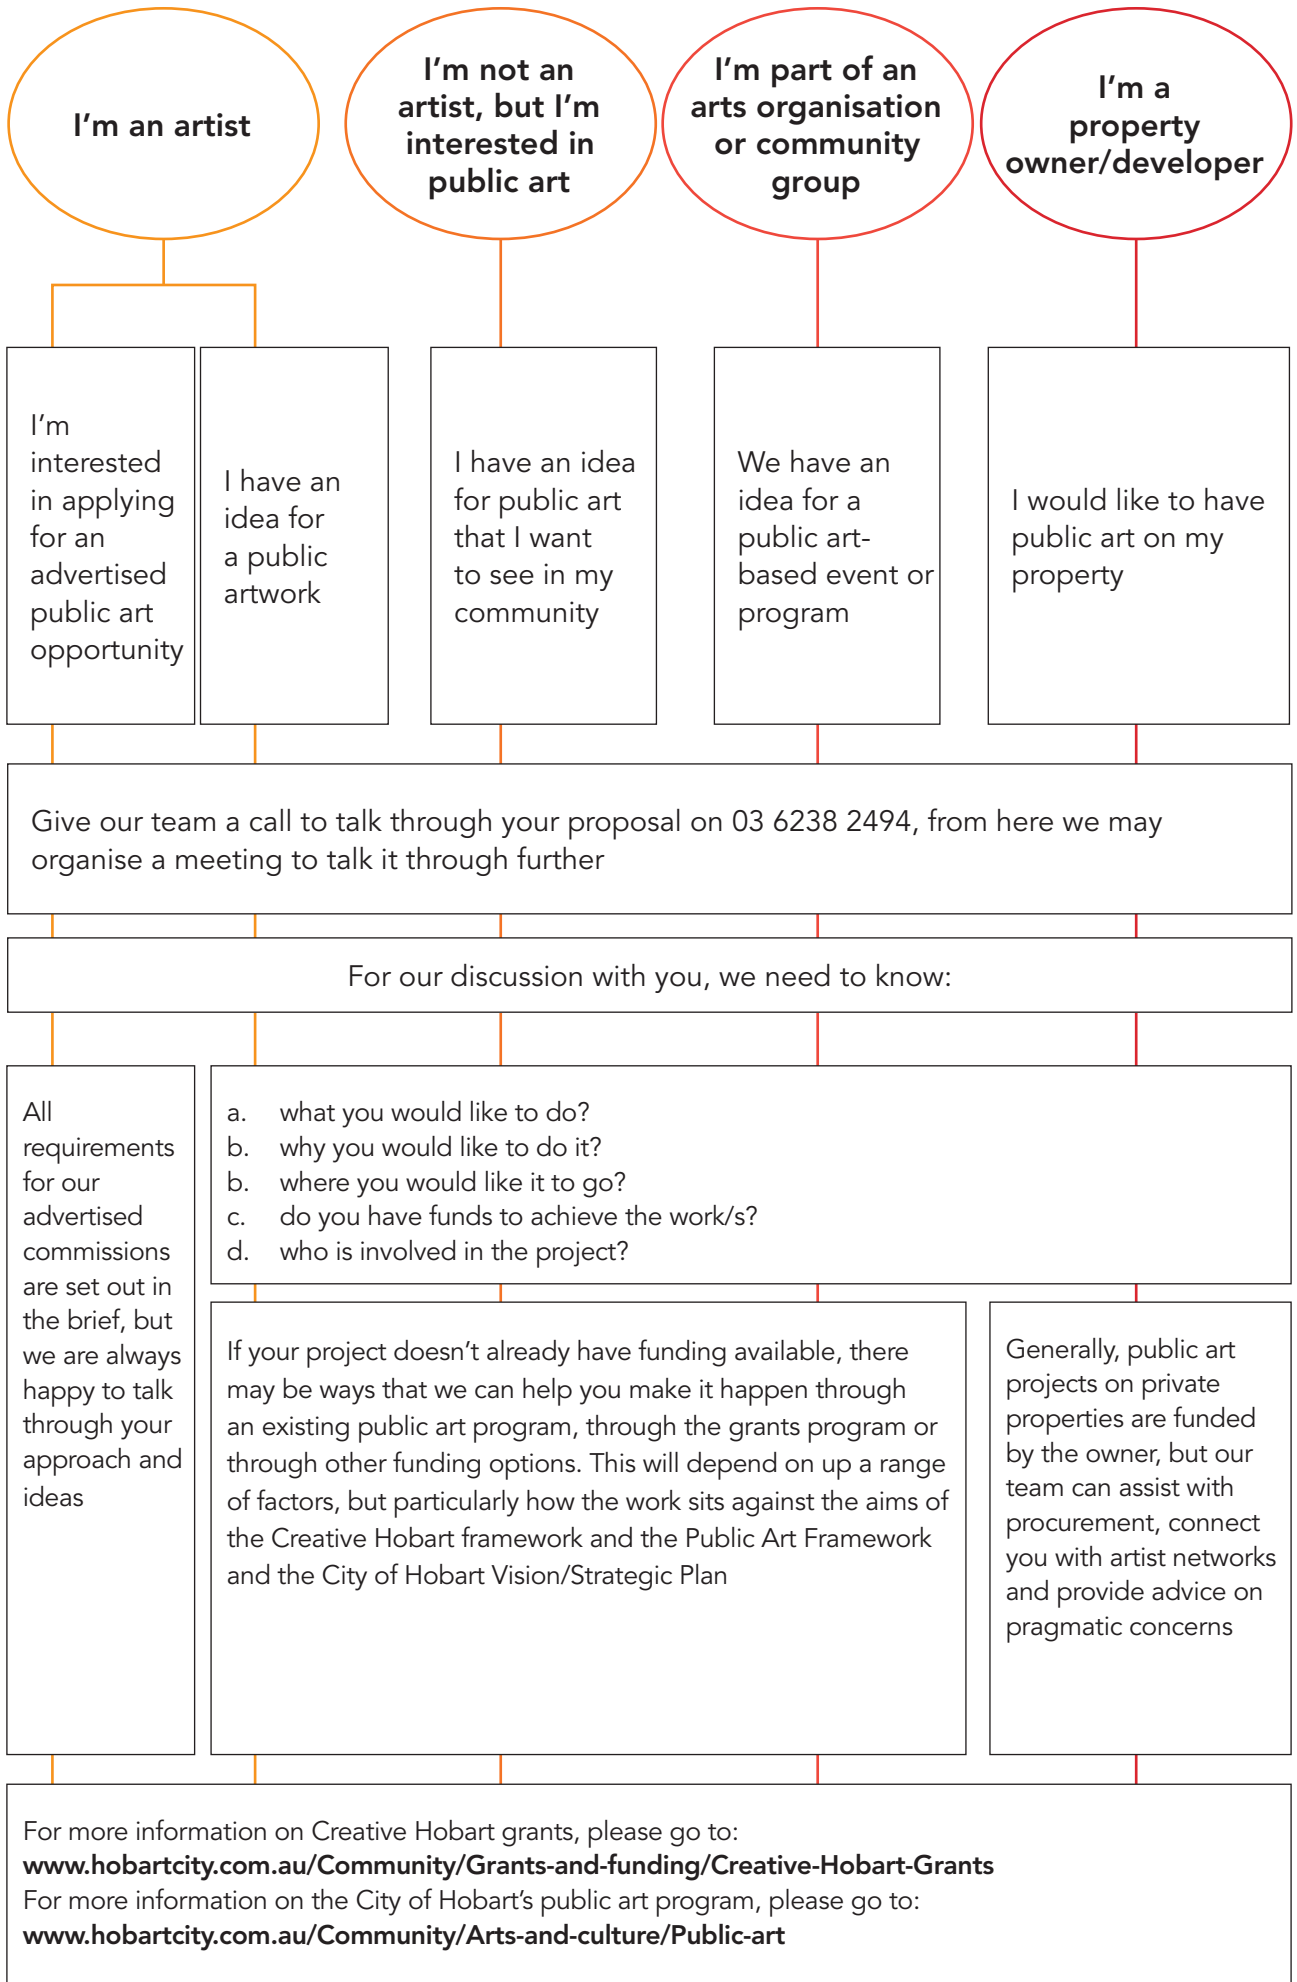 I'm an artist
I'm not an
artist, but I'm
interested in
public art
I'm part of an
arts organisation
or community
group
I'm a
property
owner/developer
I'm
interested
in applying
for an
advertised
public art
opportunity
I have an
idea for
a public
artwork
I have an idea
for public art
that I want
to see in my
community
We have an
idea for a
public art-
based event or
program
I would like to have
public art on my
property
Give our team a call to talk through your proposal on 03 6238 2494, from here we may
organise a meeting to talk it through further
For our discussion with you, we need to know:
All
requirements
for our
advertised
commissions
are set out in
the brief, but
we are always
happy to talk
through your
approach and
ideas
a. what you would like to do?
b. why you would like to do it?
b. where you would like it to go?
c. do you have funds to achieve the work/s?
d. who is involved in the project?
If your project doesn't already have funding available, there
may be ways that we can help you make it happen through
an existing public art program, through the grants program or
through other funding options. This will depend on up a range
of factors, but particularly how the work sits against the aims of
the Creative Hobart framework and the Public Art Framework
and the City of Hobart Vision/Strategic Plan
Generally, public art
projects on private
properties are funded
by the owner, but our
team can assist with
procurement, connect
you with artist networks
and provide advice on
pragmatic concerns
For more information on Creative Hobart grants, please go to:
www.hobartcity.com.au/Community/Grants-and-funding/Creative-Hobart-Grants
For more information on the City of Hobart's public art program, please go to:
www.hobartcity.com.au/Community/Arts-and-culture/Public-art